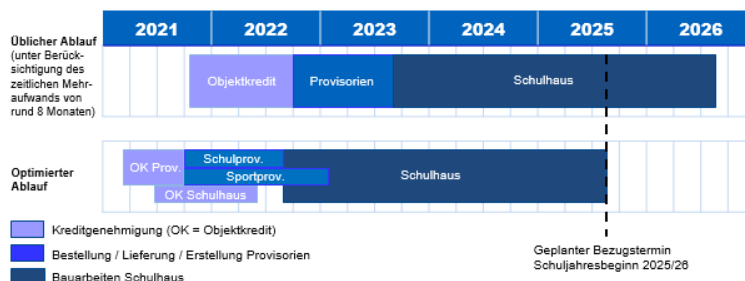 2021 2022 2023 2024 2025 2026
Üblicher Ablauf
(unter Berück-
sichtigung des
zeitlichen Mehr-
aufwands von
rund 8 Monaten)
Objektkredit Provisorien Schulhaus
Optimierter
Ablauf
OK Prov. Schulprov.
Sportprov.
Schulhaus
OK Schulhaus
Kreditgenehmigung (OK = Objektkredit)
Bestellung / Lieferung / Erstellung Provisorien
Bauarbeiten Schulhaus
Geplanter Bezugstermin
Schuljahresbeginn 2025/26